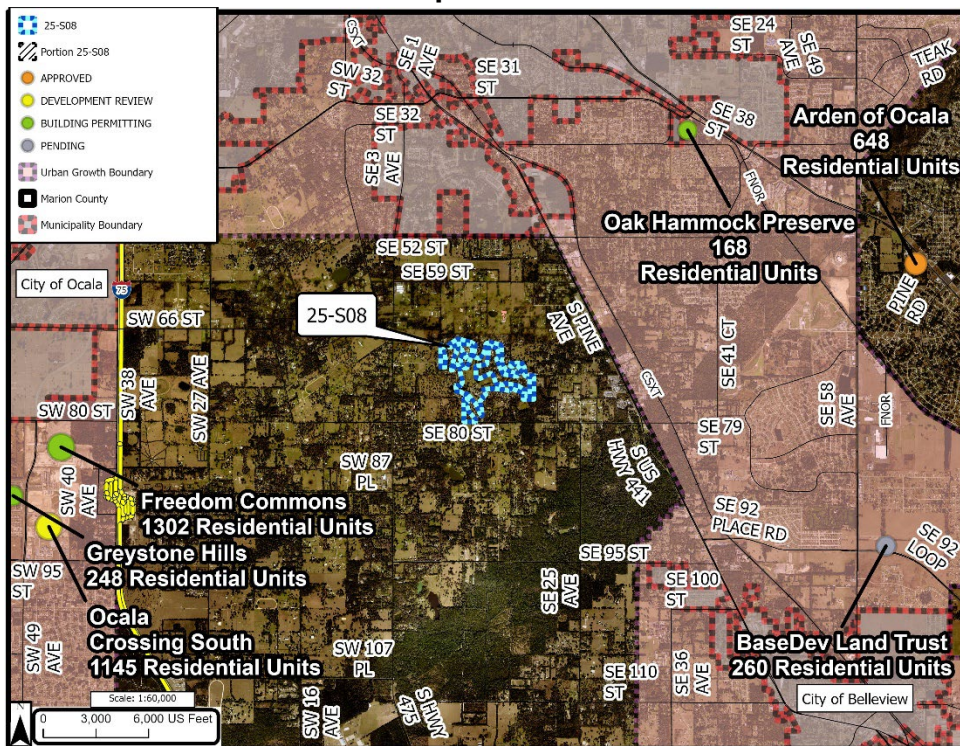 25-S08
Portion 25-S08
APPROVED
DEVELOPMENT REVIEW
BUILDING PERMITTING
PENDING
Urban Growth Boundary
Marion County
Municipality Boundary
CSXT
SE 1
AVE
SW 32
ST
SE 31
ST
SE 24
ST
SE 49
AVE
TEAK
RD
SE 32
ST
SE 38
ST
SE 3
AVE
FNOR
Arden of Ocala
648
Residential Units
Oak Hammock Preserve
168
Residential Units
SE 52 ST
SE 59 ST
PINE
RD
City of Ocala
75
SW 66 ST
25-S08
S PINE
AVE
SW 38
AVE
SW 27 AVE
CSXT
SE 41 CT
SE 58
AVE
FNOR
SW 80 ST
SE 80 ST
SE 79
ST
SW 87
PL
S US
HWY 441
SW 40
AVE
Freedom Commons
1302 Residential Units
SE 92
PLACE RD
SE 92
LOOP
Greystone Hills
248 Residential Units
SW 95
ST
SE 95 ST
SE 25
AVE
SE 100
ST
Ocala
Crossing South
1145 Residential Units
SW 49
AVE
SW 107
PL
SE 110
ST
SE 36
AVE
BaseDev Land Trust
260 Residential Units
City of Belleview
SW 16
AVE
S HWY
475
Scale: 1:60,000
N
0 3,000 6,000 US Feet